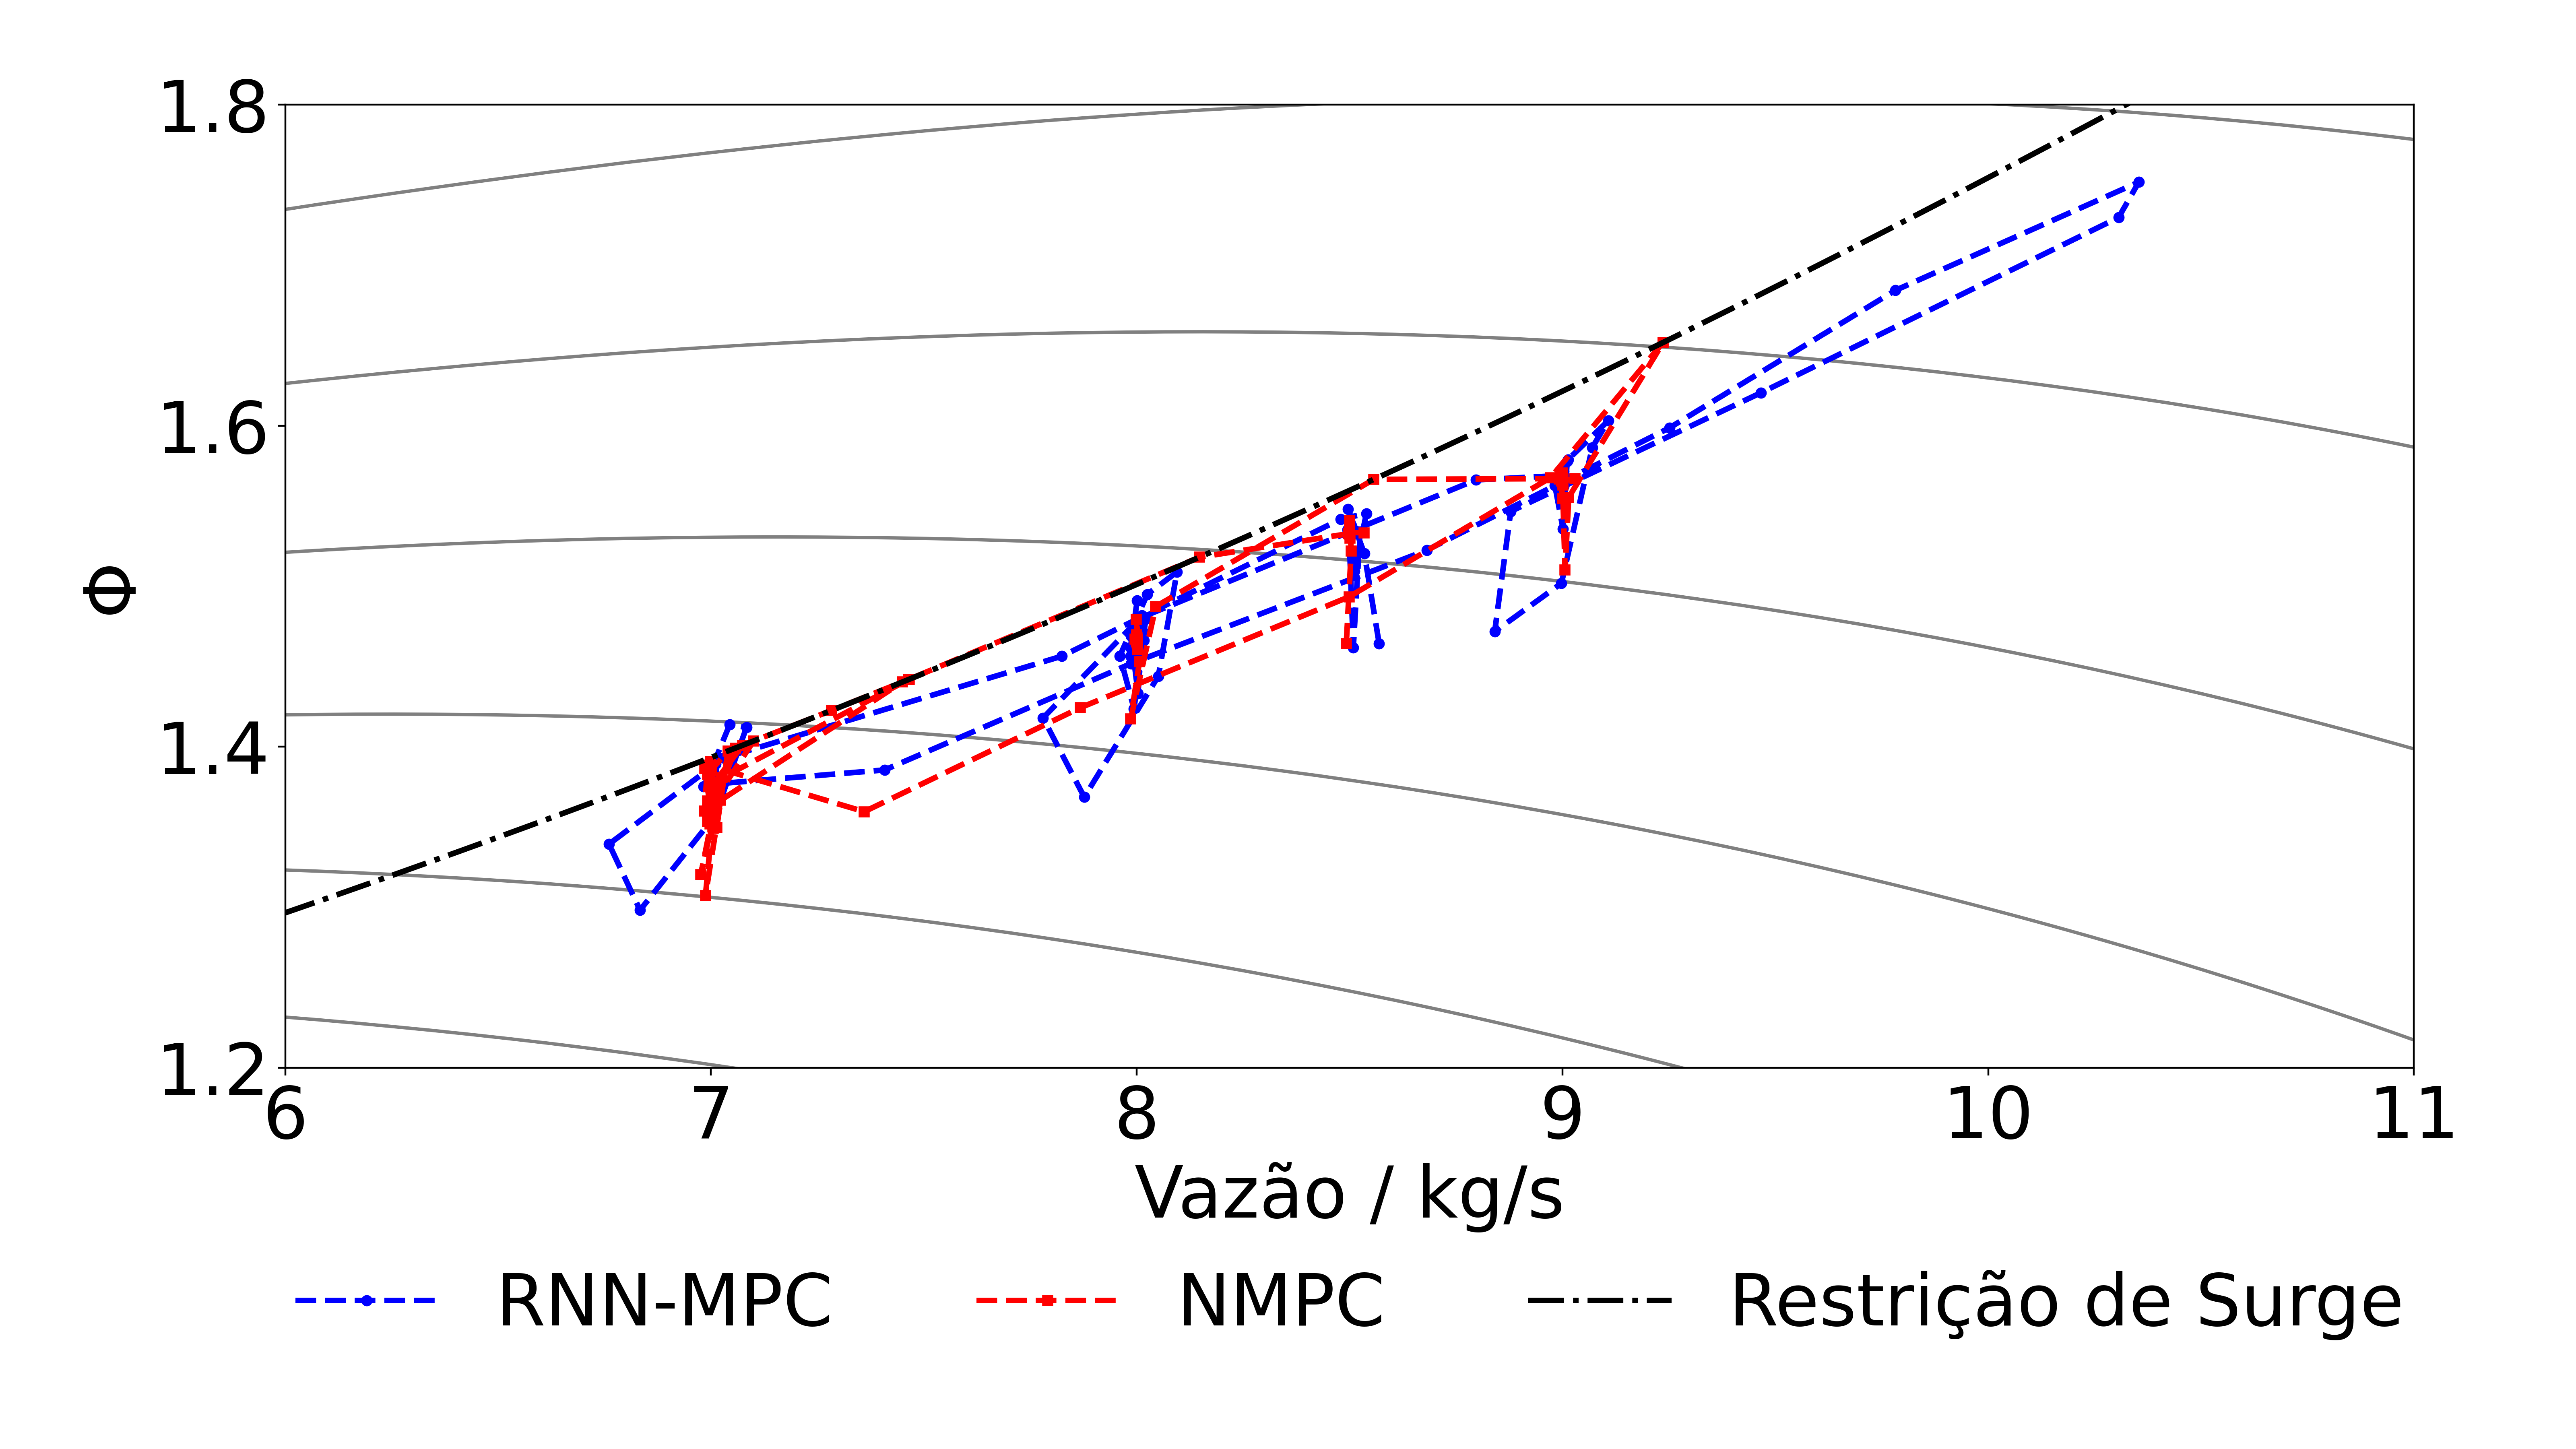 1.8
1.6
1.4
1.2
Φ
6 7 8 9 10 11
Vazão / kg/s
RNN-MPC NMPC Restrição de Surge